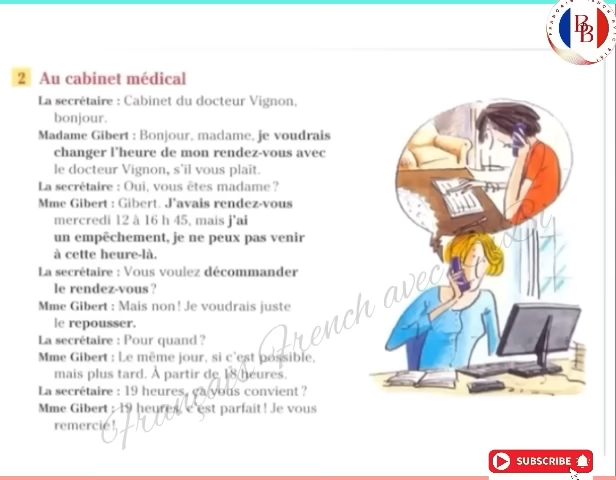 2 Au cabinet médical
La secrétaire : Cabinet du docteur Vignon,
bonjour.
Madame Gibert : Bonjour, madame, je voudrais
changer l'heure de mon rendez-vous avec
le docteur Vignon, s'il vous plaît.
La secrétaire : Oui, vous êtes madame ?
Mme Gibert : Gibert. J'avais rendez-vous
mercredi 12 à 16 h 45, mais j'ai
un empêchement, je ne peux pas venir
à cette heure-là.
La secrétaire : Vous voulez décommander
le rendez-vous ?
Mme Gibert : Mais non ! Je voudrais juste
le repousser.
La secrétaire : Pour quand ?
Mme Gibert : Le même jour, si c'est possible,
mais plus tard. À partir de 18 heures.
La secrétaire : 19 heures, ça vous convient ?
Mme Gibert : 19 heures, c'est parfait ! Je vous
remercie !
Français French avec
BB
SUBSCRIBE